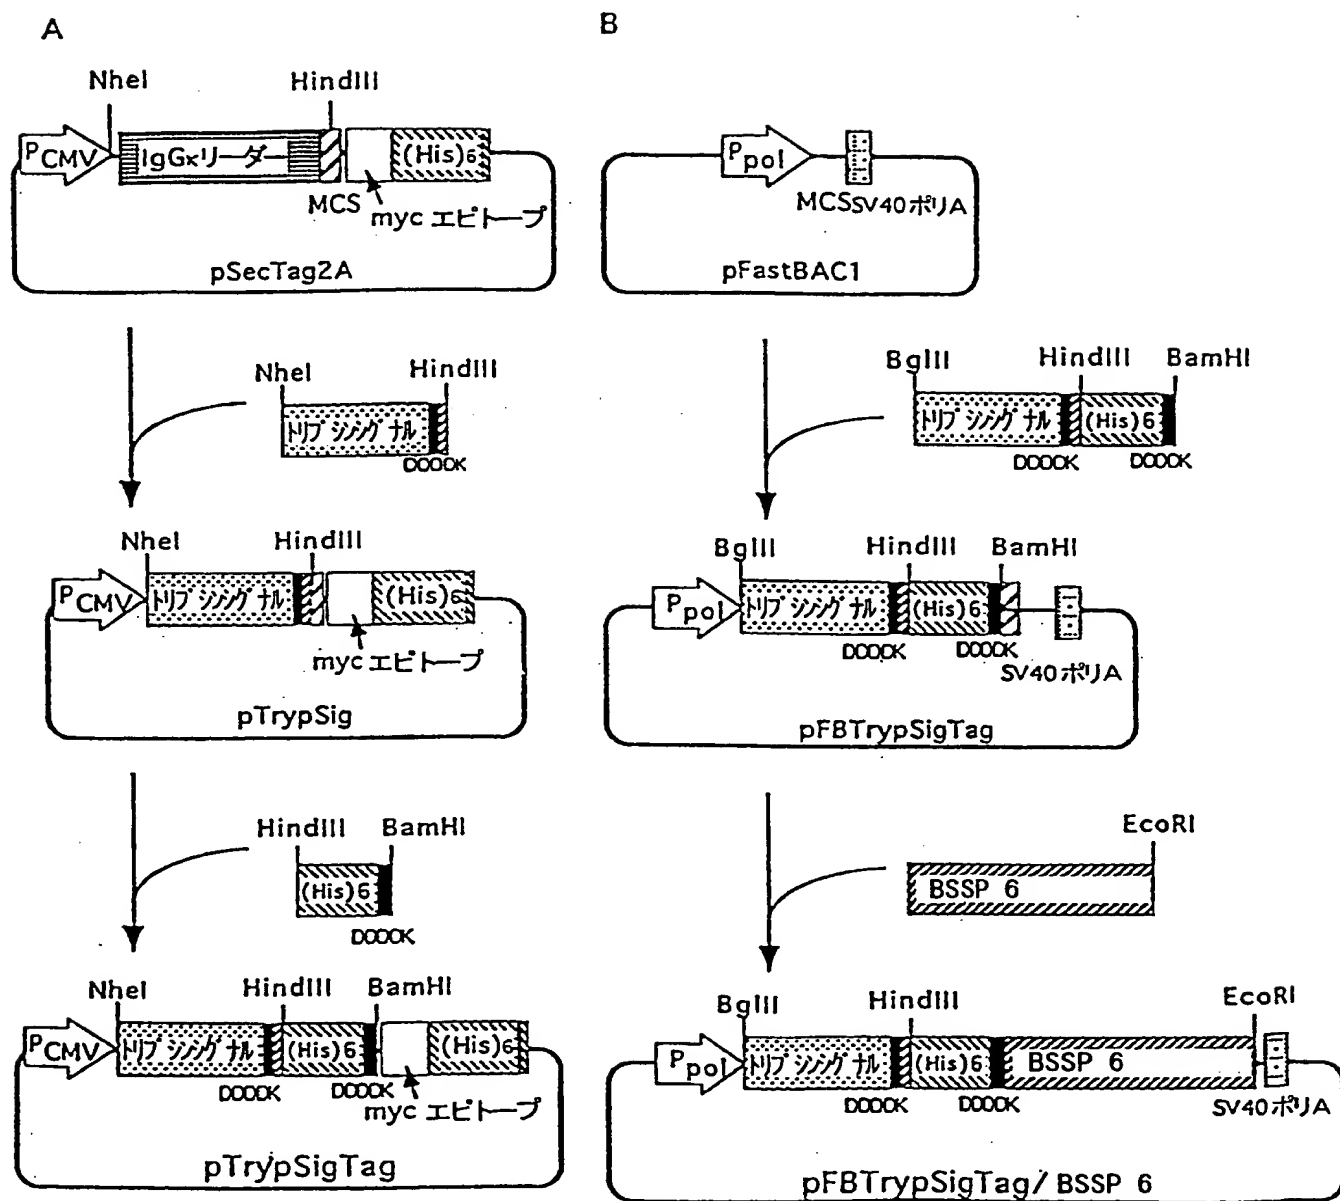 A
NheI
HindIII
PCMV
IgGκリーダー
(His)6
MCS
myc エピトープ
pSecTag2A
NheI
HindIII
トリプシンシグナル
DDDDK
NheI
HindIII
PCMV
トリプシンシグナル
(His)6
myc エピトープ
pTrypSig
HindIII
BamHI
(His)6
DDDDK
NheI
HindIII
BamHI
PCMV
トリプシンシグナル
(His)6
(His)6
DDDDK
DDDDK
myc エピトープ
pTrypSigTag
B
Ppol
MCS
SV40ポリA
pFastBAC1
BglII
HindIII
BamHI
トリプシンシグナル
(His)6
DDDDK
DDDDK
BglII
HindIII
BamHI
Ppol
トリプシンシグナル
(His)6
DDDDK
DDDDK
SV40ポリA
pFBTrypSigTag
EcoRI
BSSP 6
BglII
HindIII
EcoRI
Ppol
トリプシンシグナル
(His)6
BSSP 6
DDDDK
DDDDK
SV40ポリA
pFBTrypSigTag/ BSSP 6